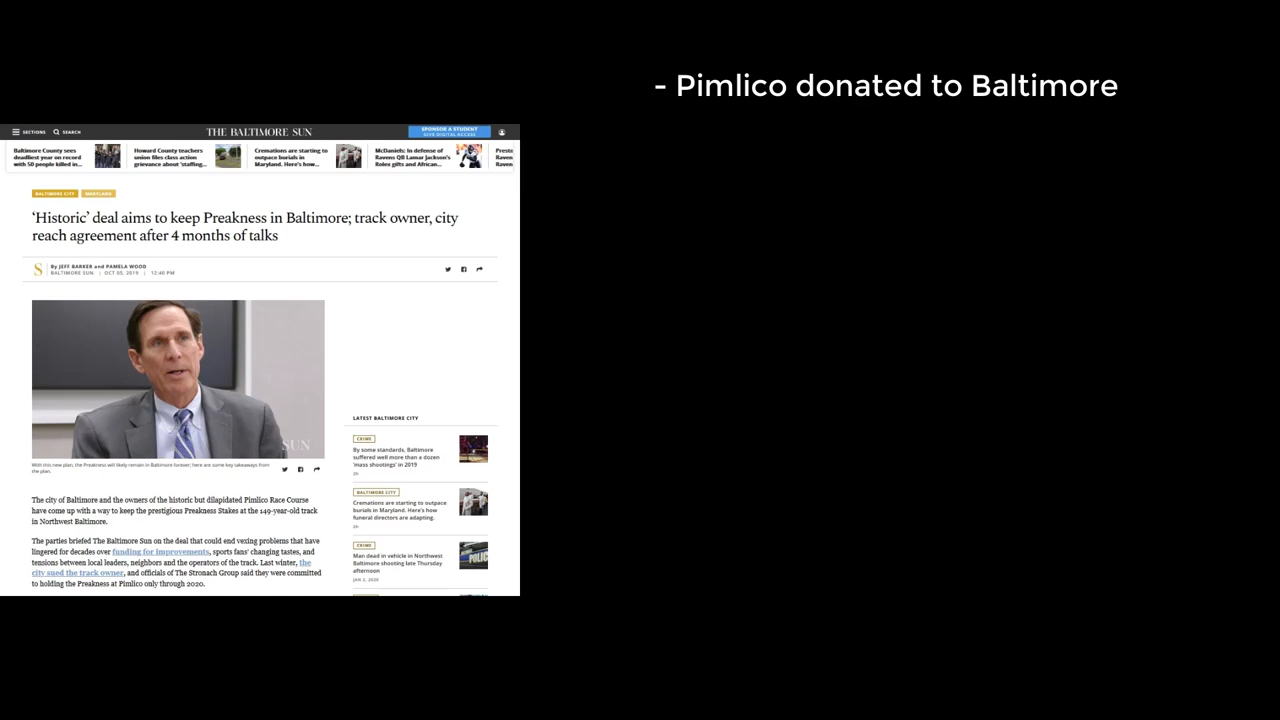 - Pimlico donated to Baltimore
SECTIONS
SEARCH
THE BALTIMORE SUN
SPONSOR A STUDENT
GIVE DIGITAL ACCESS
Baltimore County sees
deadliest year on record
with 50 people killed in...
Howard County teachers
union files class action
grievance about 'staffing...
Cremations are starting to
outpace burials in
Maryland. Here's how...
McDaniels: In defense of
Ravens QB Lamar Jackson's
Rolex gifts and African...
Presto
Raven
Raven
BALTIMORE CITY
MARYLAND
'Historic' deal aims to keep Preakness in Baltimore; track owner, city
reach agreement after 4 months of talks
S
By JEFF BARKER and PAMELA WOOD
BALTIMORE SUN | OCT 05, 2019 | 12:40 PM
SUN
With this new plan, the Preakness will likely remain in Baltimore forever; here are some key takeaways from
the plan.
The city of Baltimore and the owners of the historic but dilapidated Pimlico Race Course
have come up with a way to keep the prestigious Preakness Stakes at the 149-year-old track
in Northwest Baltimore.
The parties briefed The Baltimore Sun on the deal that could end vexing problems that have
lingered for decades over funding for improvements, sports fans' changing tastes, and
tensions between local leaders, neighbors and the operators of the track. Last winter, the
city sued the track owner, and officials of The Stronach Group said they were committed
to holding the Preakness at Pimlico only through 2020.
LATEST BALTIMORE CITY
CRIME
By some standards, Baltimore
suffered well more than a dozen
'mass shootings' in 2019
2h
BALTIMORE CITY
Cremations are starting to outpace
burials in Maryland. Here's how
funeral directors are adapting.
2h
CRIME
Man dead in vehicle in Northwest
Baltimore shooting late Thursday
afternoon
JAN 2, 2020
POLIC